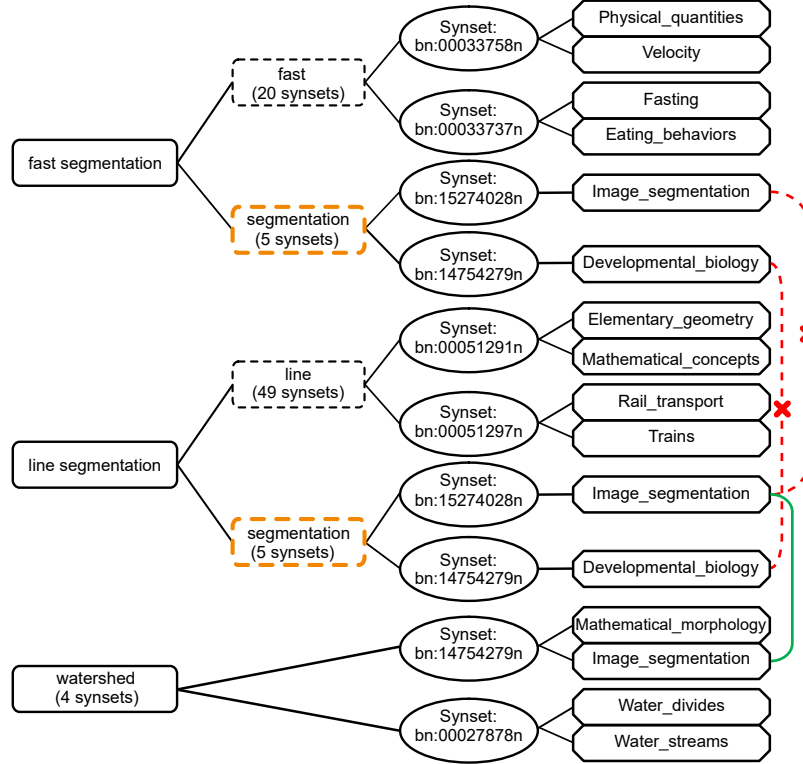 fast segmentation
fast
(20 synsets)
Synset:
bn:00033758n
Physical_quantities
Velocity
Synset:
bn:00033737n
Fasting
Eating_behaviors
segmentation
(5 synsets)
Synset:
bn:15274028n
Image_segmentation
Synset:
bn:14754279n
Developmental_biology
line segmentation
line
(49 synsets)
Synset:
bn:00051291n
Elementary_geometry
Mathematical_concepts
Synset:
bn:00051297n
Rail_transport
Trains
segmentation
(5 synsets)
Synset:
bn:15274028n
Image_segmentation
Synset:
bn:14754279n
Developmental_biology
watershed
(4 synsets)
Synset:
bn:14754279n
Mathematical_morphology
Image_segmentation
Synset:
bn:00027878n
Water_divides
Water_streams